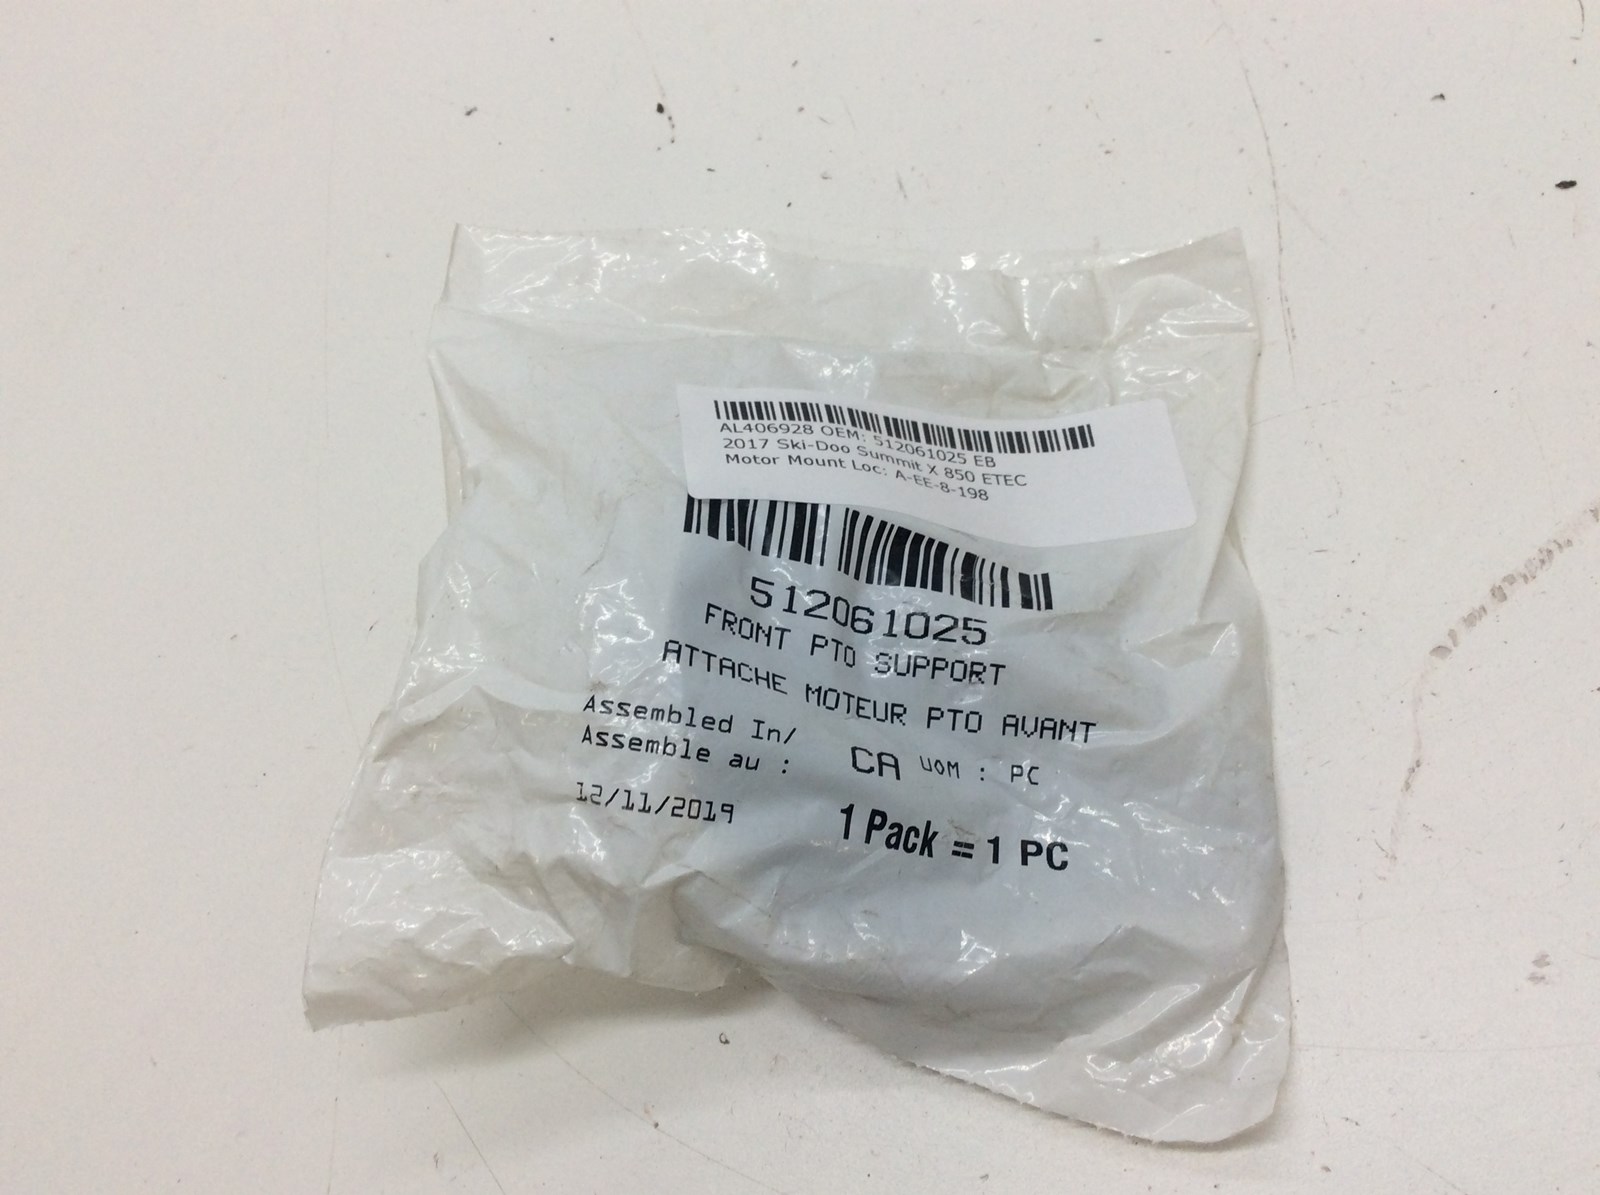 AL406928 OEM: 512061025 EB
2017 Ski-Doo Summit X 850 ETEC
Motor Mount Loc: A-EE-8-198
512061025
FRONT PTO SUPPORT
ATTACHE MOTEUR PTO AVANT
Assembled In/
Assemble au : CA UOM : PC
12/11/2019
1 Pack = 1 PC